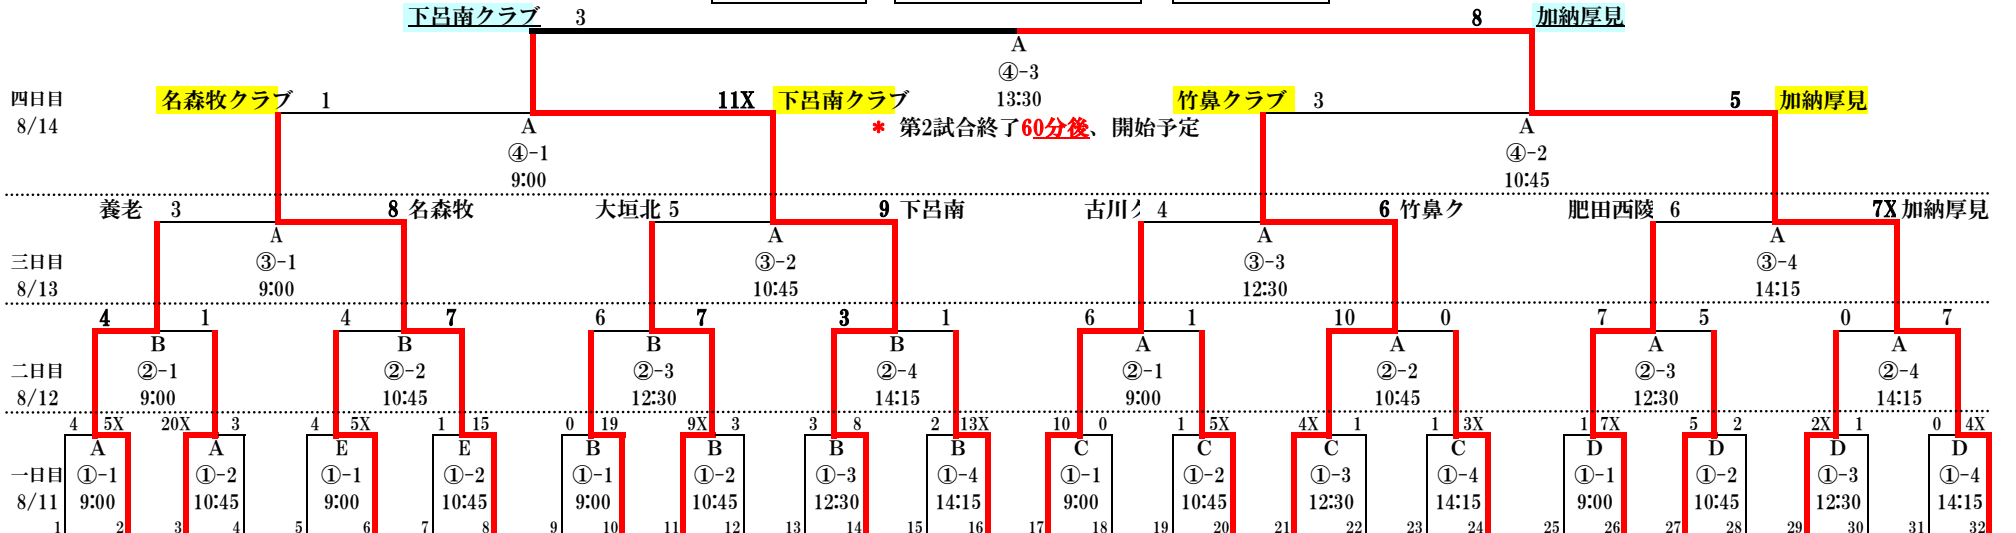 下呂南クラブ 3 8 加納厚見
A
④-3
13:30
四日目
8/14
名森牧クラブ 1 11X 下呂南クラブ 竹鼻クラブ 3 5 加納厚見
* 第2試合終了60分後、開始予定
A A
④-1 ④-2
9:00 10:45
養老 3 8 名森牧 大垣北 5 9 下呂南 古川ク 4 6 竹鼻ク 肥田西陵 6 7X 加納厚見
A A A A
三日目
8/13
③-1 ③-2 ③-3 ③-4
9:00 10:45 12:30 14:15
4 1 4 7 6 7 3 1 6 1 10 0 7 5 0 7
B B B B A A A A
二日目
8/12
②-1 ②-2 ②-3 ②-4 ②-1 ②-2 ②-3 ②-4
9:00 10:45 12:30 14:15 9:00 10:45 12:30 14:15
4 5X 20X 3 4 5X 1 15 0 19 9X 3 3 8 2 13X 10 0 1 5X 4X 1 1 3X 1 7X 5 2 2X 1 0 4X
A A E E B B B B C C C C D D D D
一日目
8/11
①-1 ①-2 ①-1 ①-2 ①-1 ①-2 ①-3 ①-4 ①-1 ①-2 ①-3 ①-4 ①-1 ①-2 ①-3 ①-4
9:00 10:45 9:00 10:45 9:00 10:45 12:30 14:15 9:00 10:45 12:30 14:15 9:00 10:45 12:30 14:15
1 2 3 4 5 6 7 8 9 10 11 12 13 14 15 16 17 18 19 20 21 22 23 24 25 26 27 28 29 30 31 32